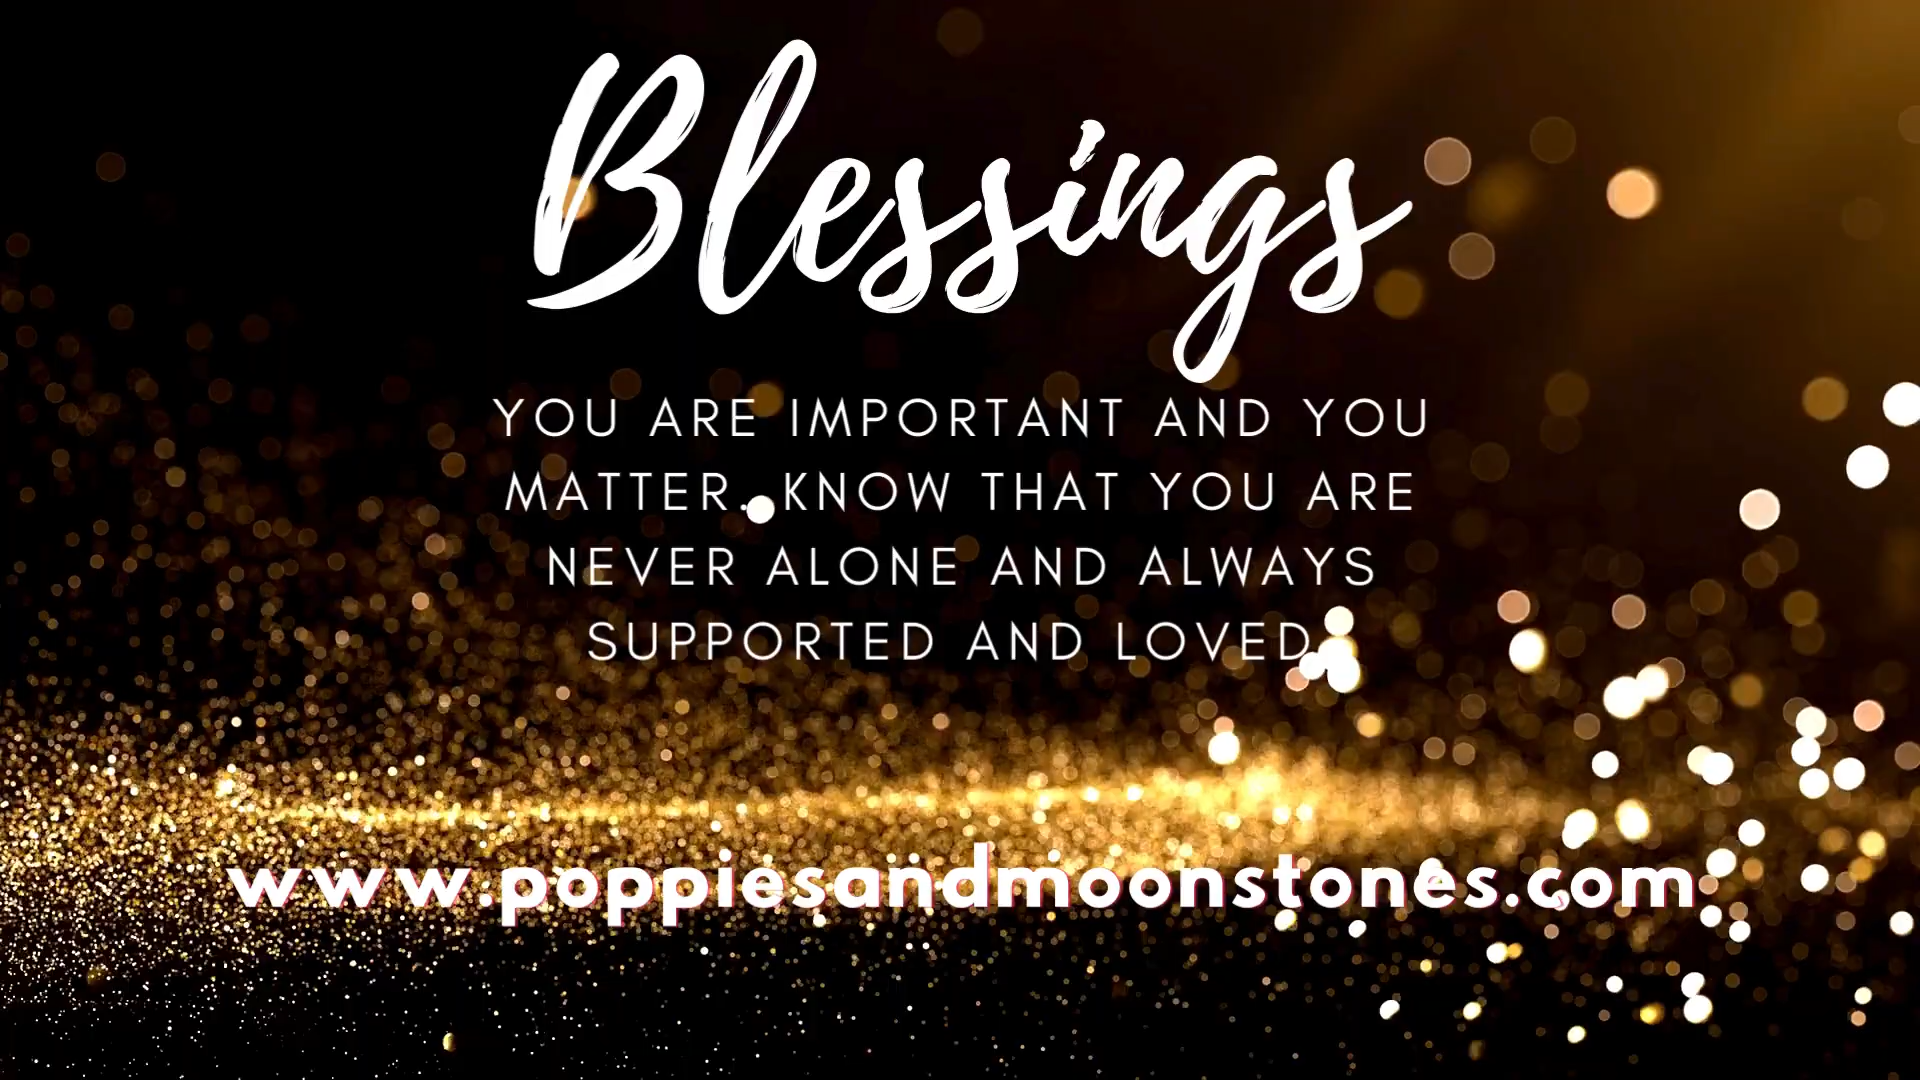 Blessings
YOU ARE IMPORTANT AND YOU
MATTER. KNOW THAT YOU ARE
NEVER ALONE AND ALWAYS
SUPPORTED AND LOVED.
www.poppiesandmoonstones.com